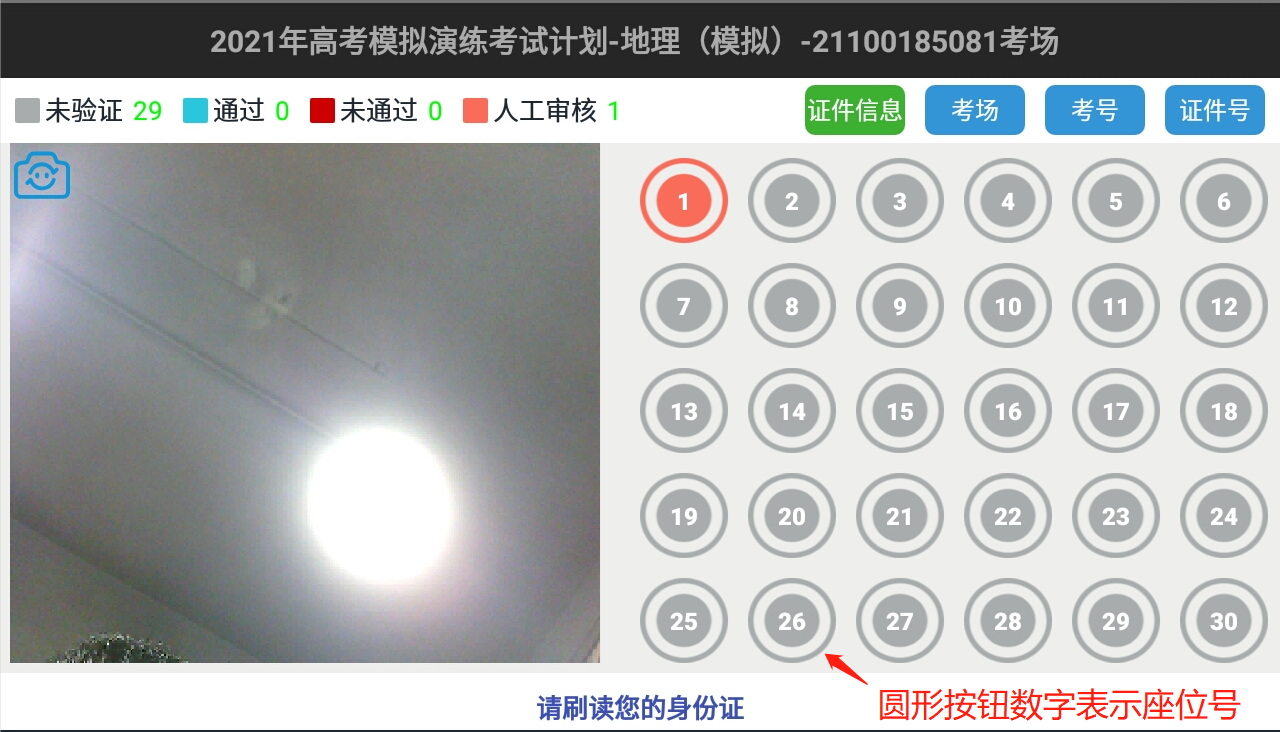 2021年高考模拟演练考试计划-地理（模拟）-21100185081考场
未验证 29 通过 0 未通过 0 人工审核 1 证件信息 考场 考号 证件号
1 2 3 4 5 6
7 8 9 10 11 12
13 14 15 16 17 18
19 20 21 22 23 24
25 26 27 28 29 30
请刷读您的身份证
圆形按钮数字表示座位号